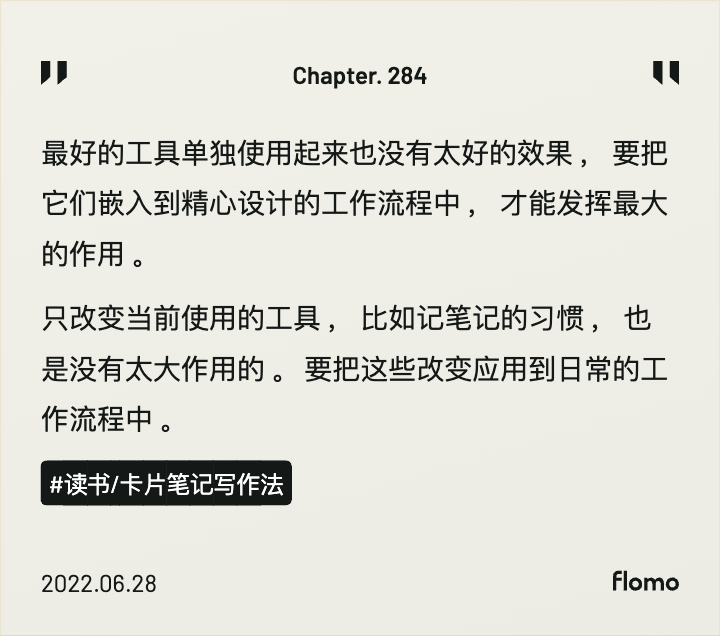 Chapter. 284
最好的工具单独使用起来也没有太好的效果， 要把
它们嵌入到精心设计的工作流程中， 才能发挥最大
的作用。
只改变当前使用的工具， 比如记笔记的习惯， 也
是没有太大作用的。 要把这些改变应用到日常的工
作流程中。
#读书/卡片笔记写作法
2022.06.28
flomo